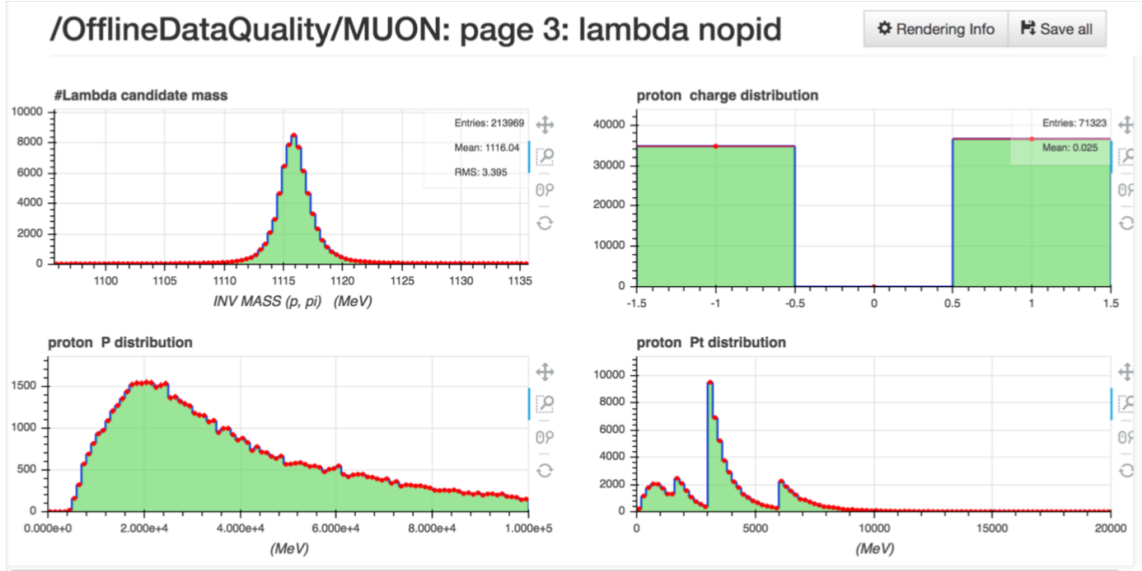 /OfflineDataQuality/MUON: page 3: lambda nopid
Rendering Info
Save all
#Lambda candidate mass
10000
8000
6000
4000
2000
0
Entries: 213969
Mean: 1116.04
RMS: 3.395
1100
1105
1110
1115
1120
1125
1130
1135
INV MASS (p, pi) (MeV)
proton charge distribution
40000
30000
20000
10000
0
Entries: 71323
Mean: 0.025
-1.5
-1
-0.5
0
0.5
1
1.5
proton P distribution
1500
1000
500
0
0.000e+0
2.000e+4
4.000e+4
6.000e+4
8.000e+4
1.000e+5
(MeV)
proton Pt distribution
10000
8000
6000
4000
2000
0
0
5000
10000
15000
20000
(MeV)